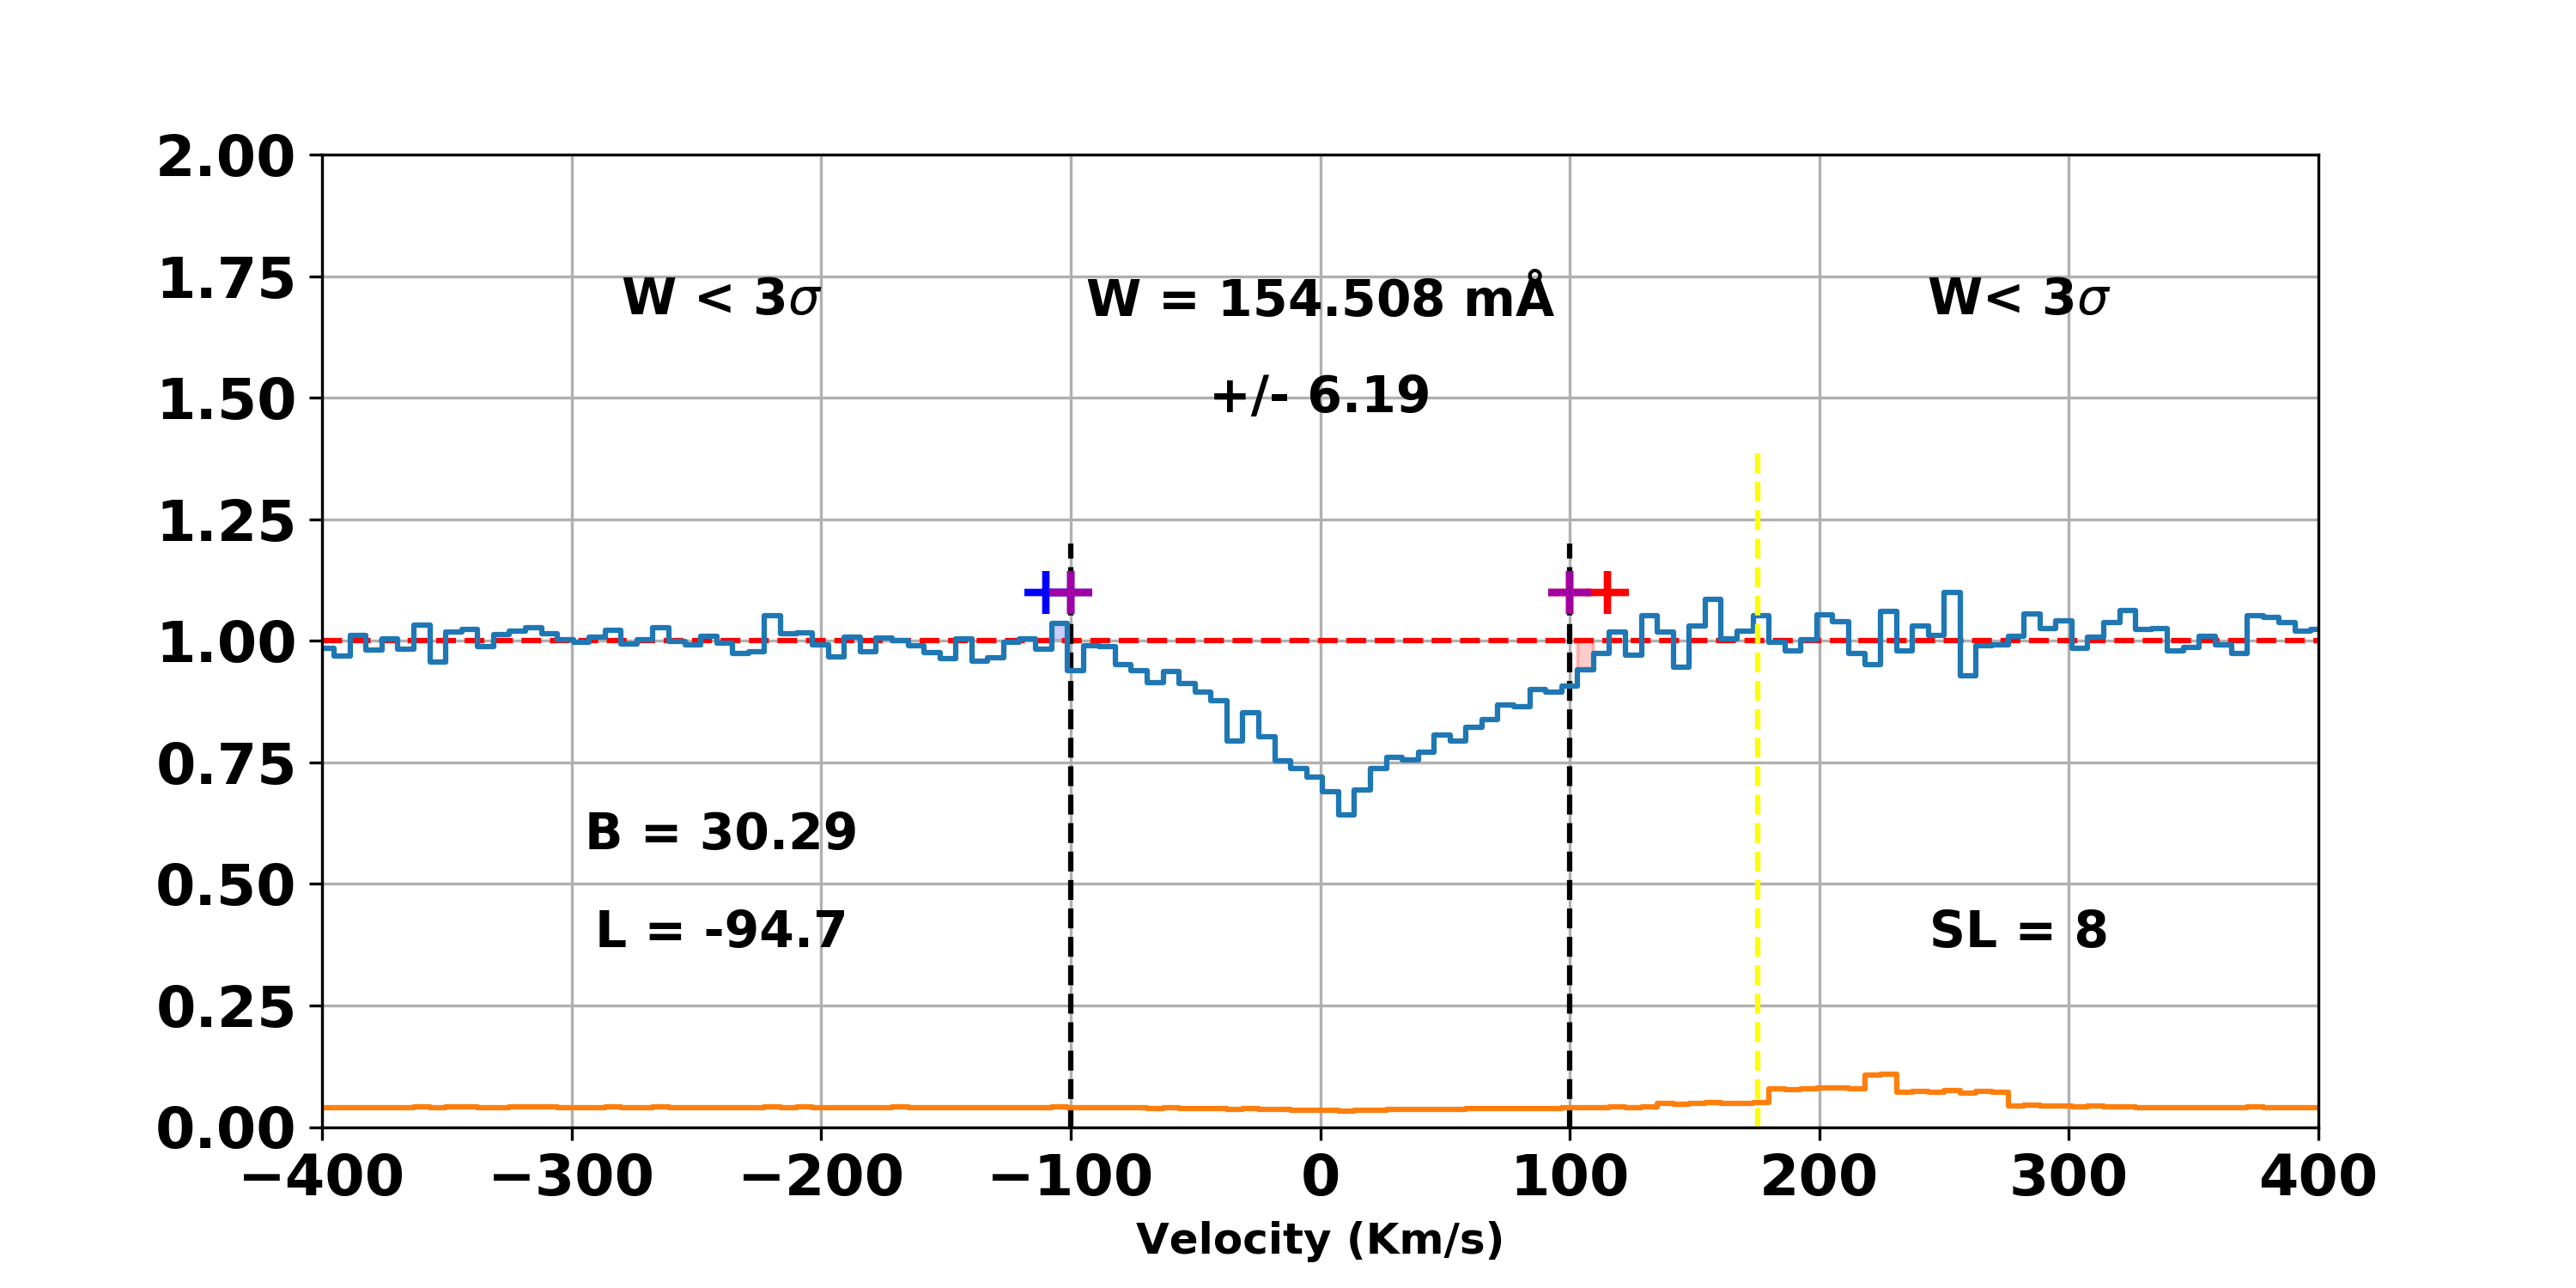 2.00
1.75
1.50
1.25
1.00
0.75
0.50
0.25
0.00
W < 3σ
W = 154.508 mÅ
+/- 6.19
W< 3σ
B = 30.29
L = -94.7
SL = 8
−400 −300 −200 −100 0 100 200 300 400
Velocity (Km/s)